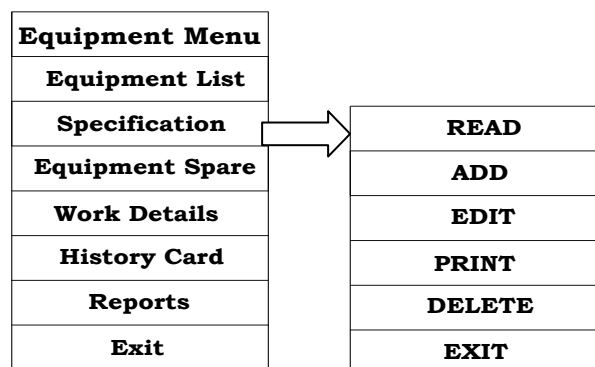 Equipment Menu
Equipment List
Specification
Equipment Spare
Work Details
History Card
Reports
Exit
READ
ADD
EDIT
PRINT
DELETE
EXIT